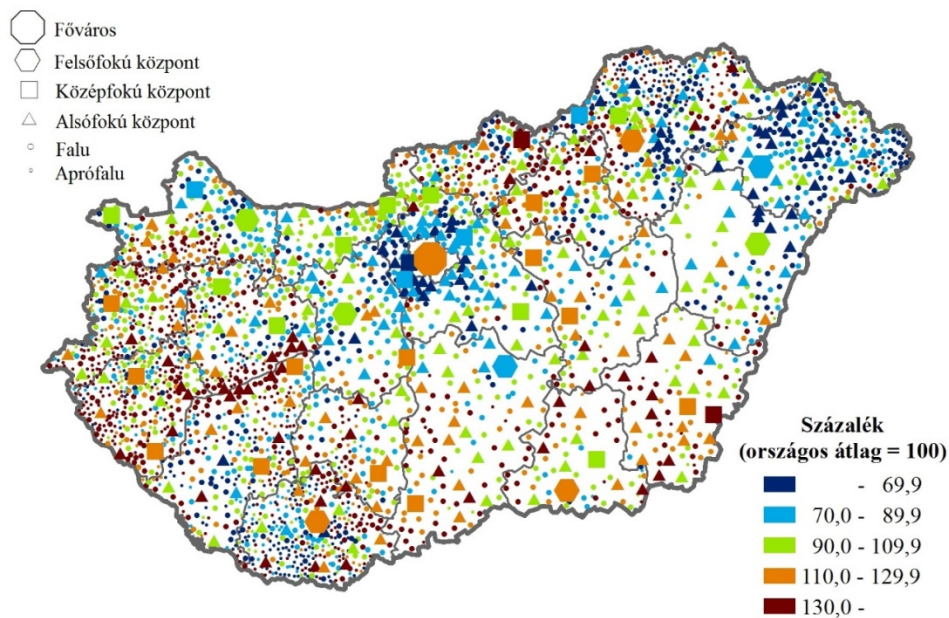 Főváros
Felsőfokú központ
Középfokú központ
Alsófokú központ
Falu
Aprófalu
Százalék
(országos átlag = 100)
- 69,9
70,0 - 89,9
90,0 - 109,9
110,0 - 129,9
130,0 -